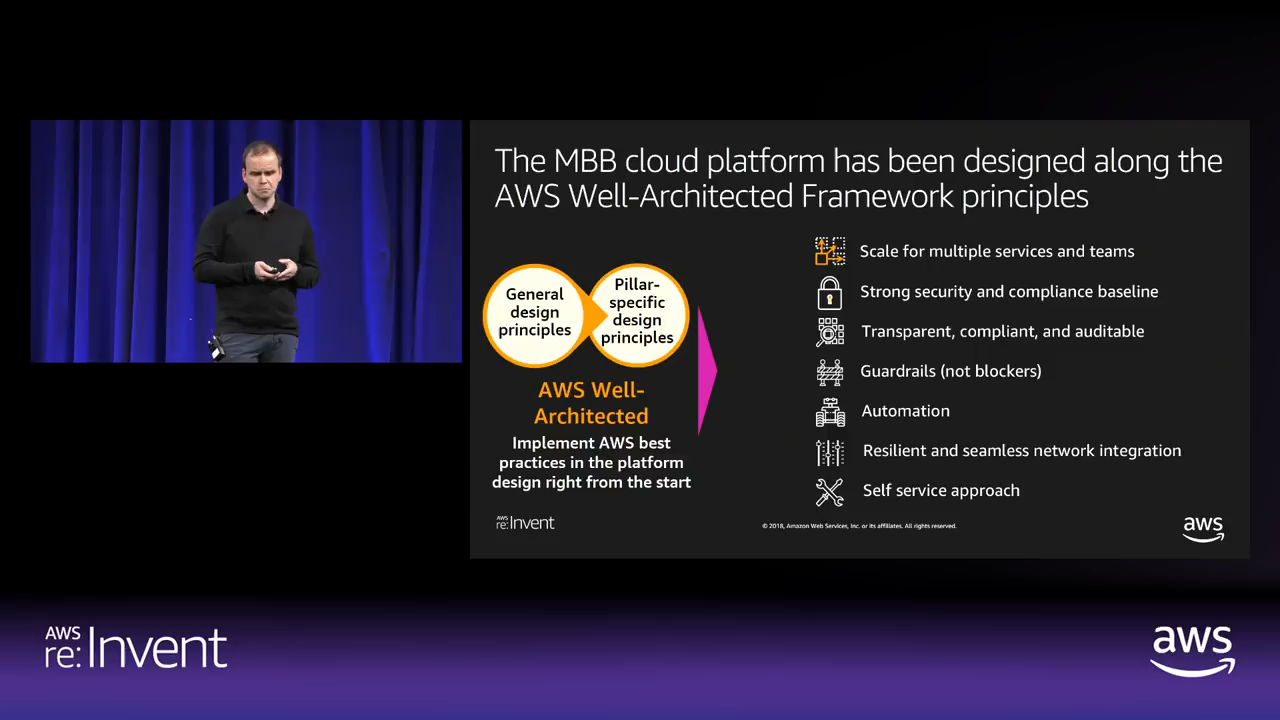 The MBB cloud platform has been designed along the
AWS Well-Architected Framework principles
General
design
principles
Pillar-
specific
design
principles
AWS Well-
Architected
Implement AWS best
practices in the platform
design right from the start
Scale for multiple services and teams
Strong security and compliance baseline
Transparent, compliant, and auditable
Guardrails (not blockers)
Automation
Resilient and seamless network integration
Self service approach
AWS
re:Invent
© 2018, Amazon Web Services, Inc. or its affiliates. All rights reserved.
aws
AWS
re:Invent
aws